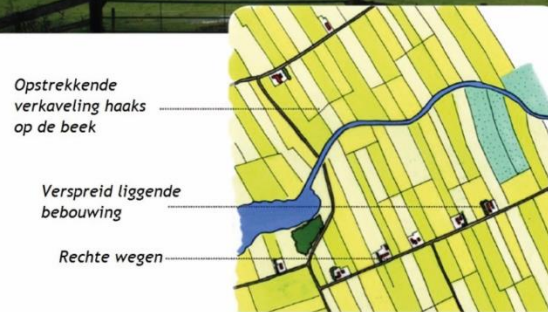 Opstrekkende
verkaveling haaks
op de beek
Verspreid liggende
bebouwing
Rechte wegen